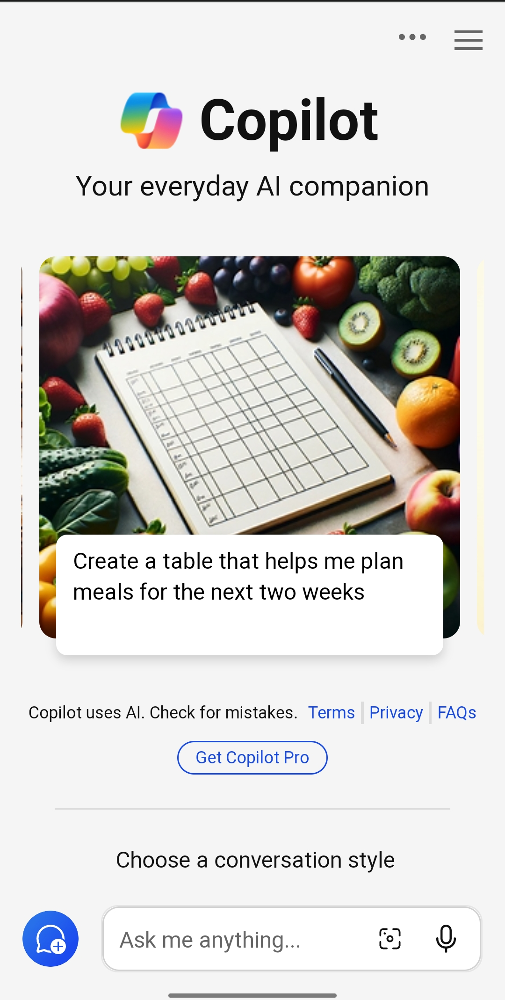 Copilot
Your everyday AI companion
Create a table that helps me plan
meals for the next two weeks
Copilot uses AI. Check for mistakes. Terms Privacy FAQs
Get Copilot Pro
Choose a conversation style
Ask me anything...